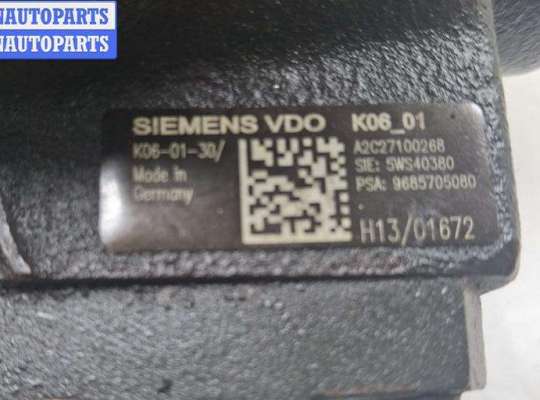 NAUTOPARTS
NAUTOPARTS
SIEMENS VDO K06_01
K06-01-30/ A2C27100268
Made in SIE: 5WS40380
Germany PSA: 9685705080
H13/01672